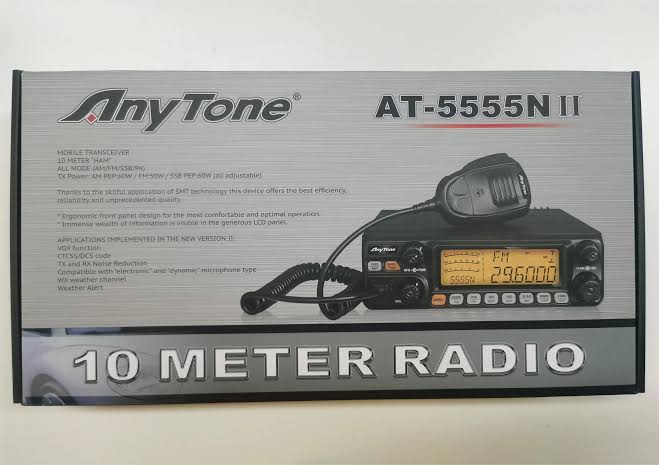 AnyTone®
AT-5555N II
MOBILE TRANSCEIVER
10 METER "HAM"
ALL MODE (AM/FM/SSB/PA)
TX Power: AM PEP:60W / FM:50W / SSB PEP:60W (all adjustable)
Thanks to the skillful application of SMT technology this device offers the best efficiency,
reliability and unprecedented quality.
* Ergonomic front panel design for the most comfortable and optimal operation.
* Immense wealth of information is visible in the generous LCD panel.
APPLICATIONS IMPLEMENTED IN THE NEW VERSION II:
VOX function
CTCSS/DCS code
TX and RX Noise Reduction
Compatible with "electronic" and "dynamic" microphone type
WX weather channel
Weather Alert
AnyTone
FM
29.6000
5555N
VOL
10 METER RADIO